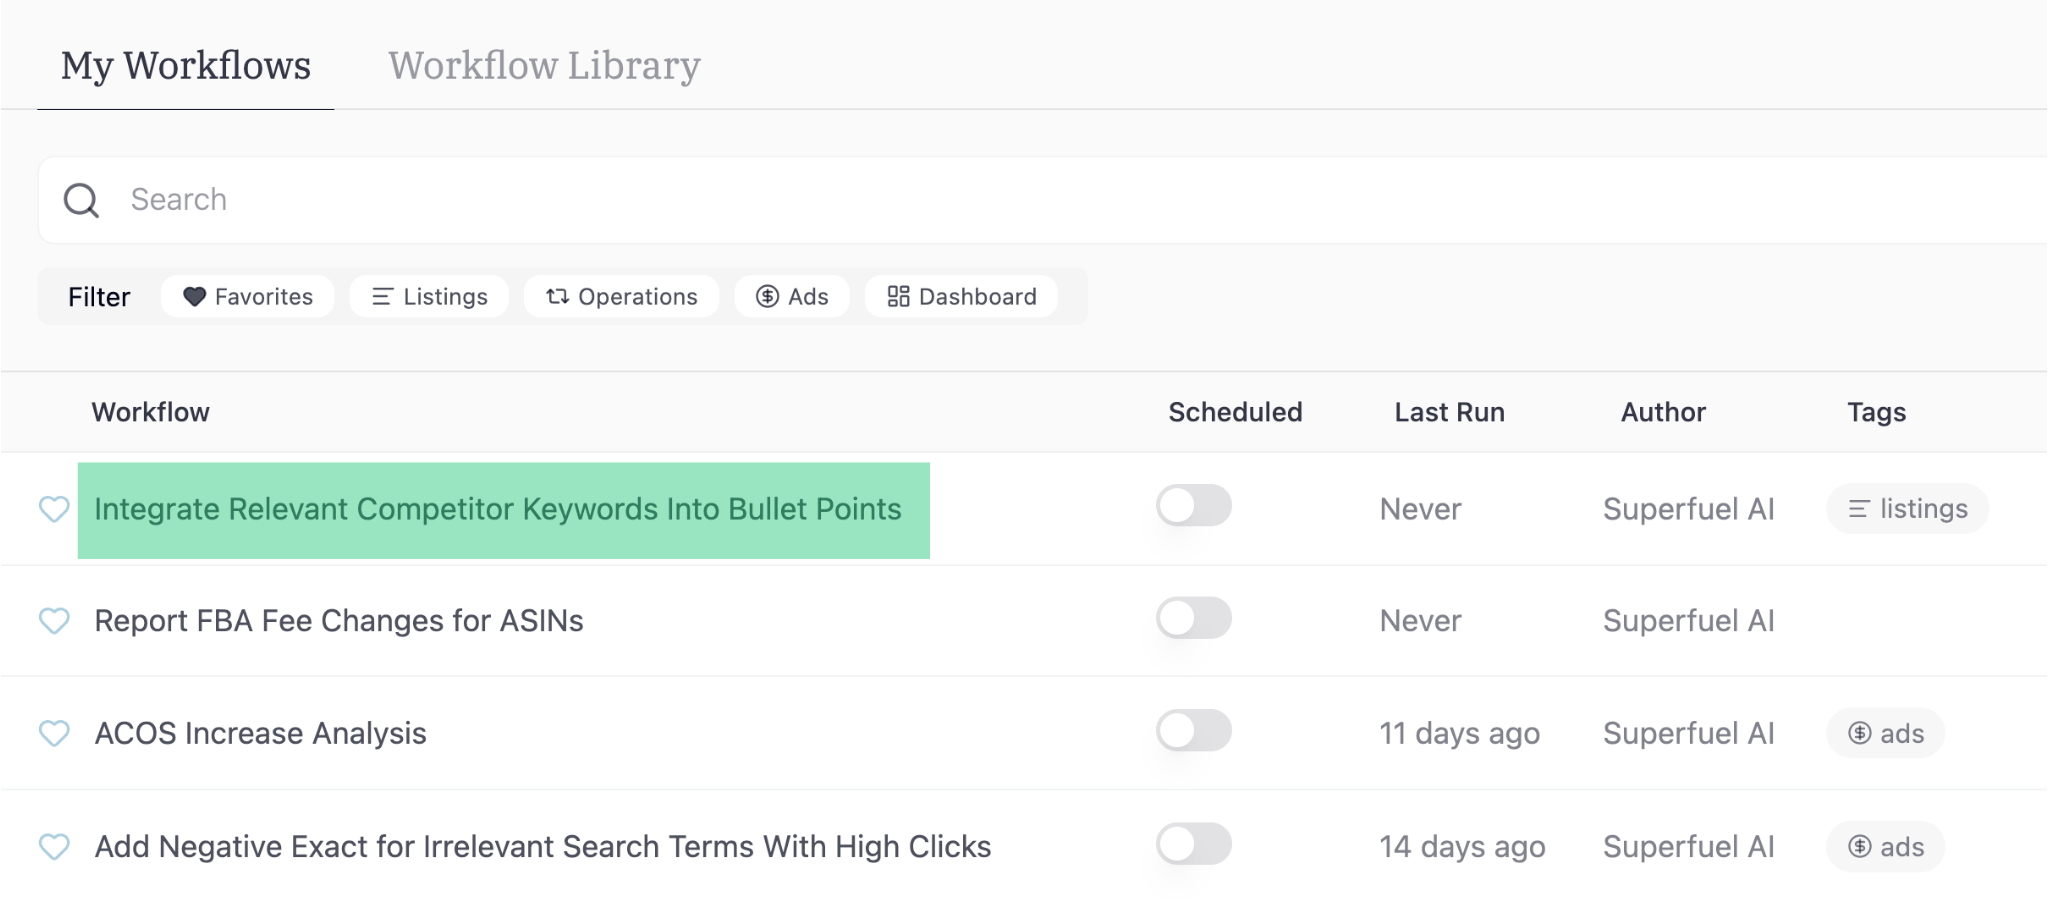 My Workflows Workflow Library
Search
Filter Favorites Listings Operations Ads Dashboard
Workflow Scheduled Last Run Author Tags
Integrate Relevant Competitor Keywords Into Bullet Points Never Superfuel AI listings
Report FBA Fee Changes for ASINs Never Superfuel AI
ACOS Increase Analysis 11 days ago Superfuel AI ads
Add Negative Exact for Irrelevant Search Terms With High Clicks 14 days ago Superfuel AI ads